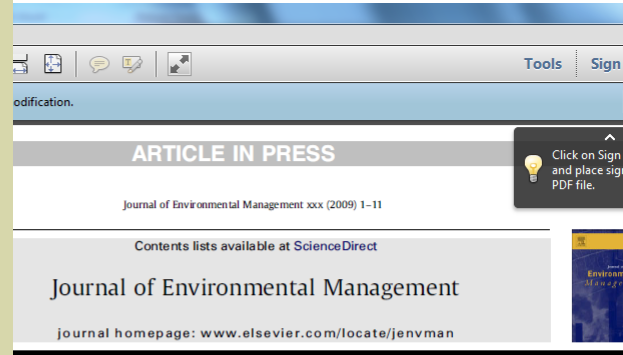 Tools Sign
odification.
ARTICLE IN PRESS
Click on Sign
and place sig
PDF file.
Journal of Environmental Management xxx (2009) 1–11
Contents lists available at ScienceDirect
Journal of Environmental Management
journal homepage: www.elsevier.com/locate/jenvman
Environm
Manage